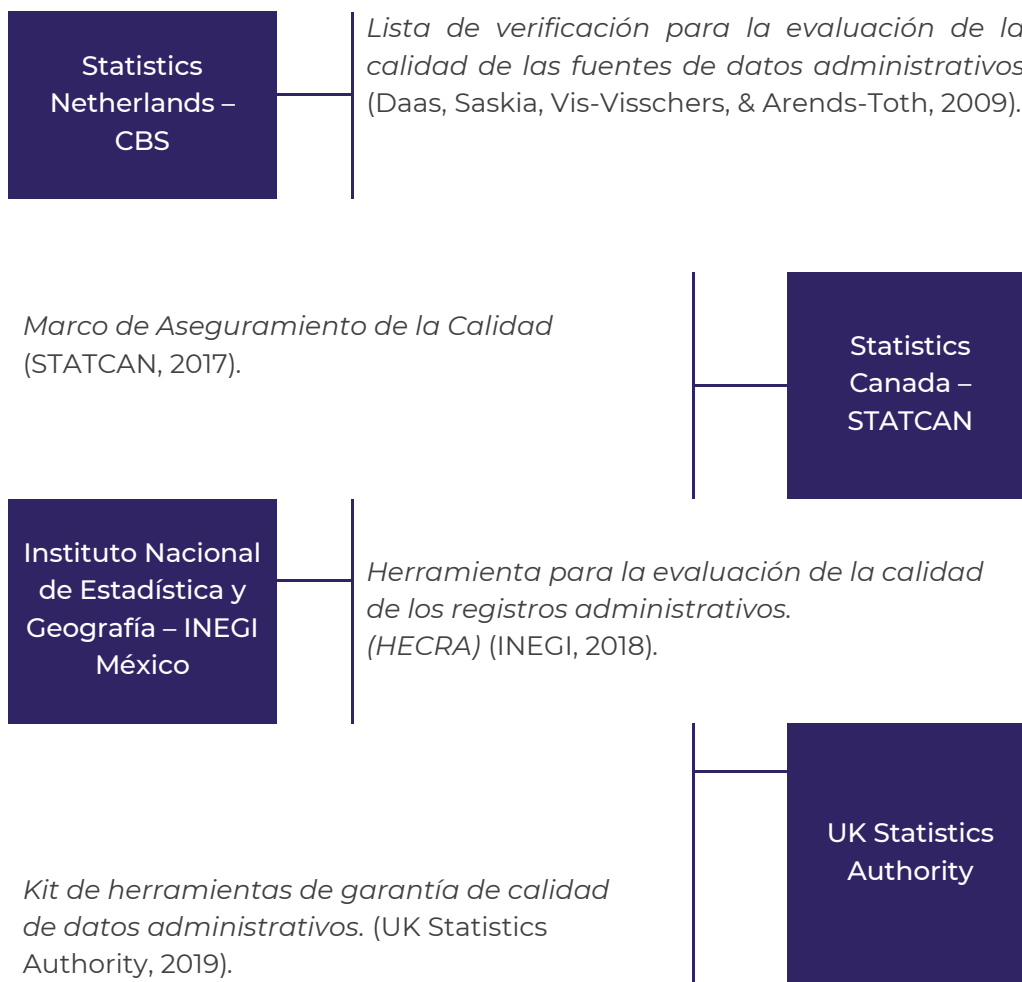 Statistics
Netherlands –
CBS
Lista de verificación para la evaluación de la
calidad de las fuentes de datos administrativos
(Daas, Saskia, Vis-Visschers, & Arends-Toth, 2009).
Marco de Aseguramiento de la Calidad
(STATCAN, 2017).
Statistics
Canada –
STATCAN
Instituto Nacional
de Estadística y
Geografía – INEGI
México
Herramienta para la evaluación de la calidad
de los registros administrativos.
(HECRA) (INEGI, 2018).
Kit de herramientas de garantía de calidad
de datos administrativos. (UK Statistics
Authority, 2019).
UK Statistics
Authority